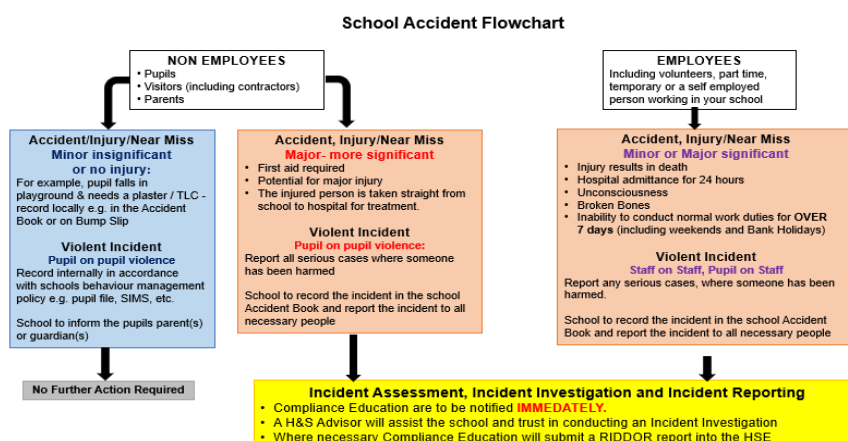 School Accident Flowchart
NON EMPLOYEES
• Pupils
• Visitors (including contractors)
• Parents
EMPLOYEES
Including volunteers, part time,
temporary or a self employed
person working in your school
Accident/Injury/Near Miss
Minor insignificant
or no injury:
For example, pupil falls in
playground & needs a plaster / TLC -
record locally e.g. in the Accident
Book or on Bump Slip
Violent Incident
Pupil on pupil violence
Record internally in accordance
with schools behaviour management
policy e.g. pupil file, SIMS, etc.
School to inform the pupils parent(s)
or guardian(s)
No Further Action Required
Accident, Injury/Near Miss
Major- more significant
• First aid required
• Potential for major injury
• The injured person is taken straight from
school to hospital for treatment.
Violent Incident
Pupil on pupil violence:
Report all serious cases where someone
has been harmed
School to record the incident in the school
Accident Book and report the incident to all
necessary people
Accident, Injury/Near Miss
Minor or Major significant
• Injury results in death
• Hospital admittance for 24 hours
• Unconsciousness
• Broken Bones
• Inability to conduct normal work duties for OVER
7 days (including weekends and Bank Holidays)
Violent Incident
Staff on Staff, Pupil on Staff
Report any serious cases, where someone has been
harmed.
School to record the incident in the school Accident
Book and report the incident to all necessary people
Incident Assessment, Incident Investigation and Incident Reporting
• Compliance Education are to be notified IMMEDATELY.
• A H&S Advisor will assist the school and trust in conducting an Incident Investigation
• Where necessary Compliance Education will submit a RIDDOR report into the HSE